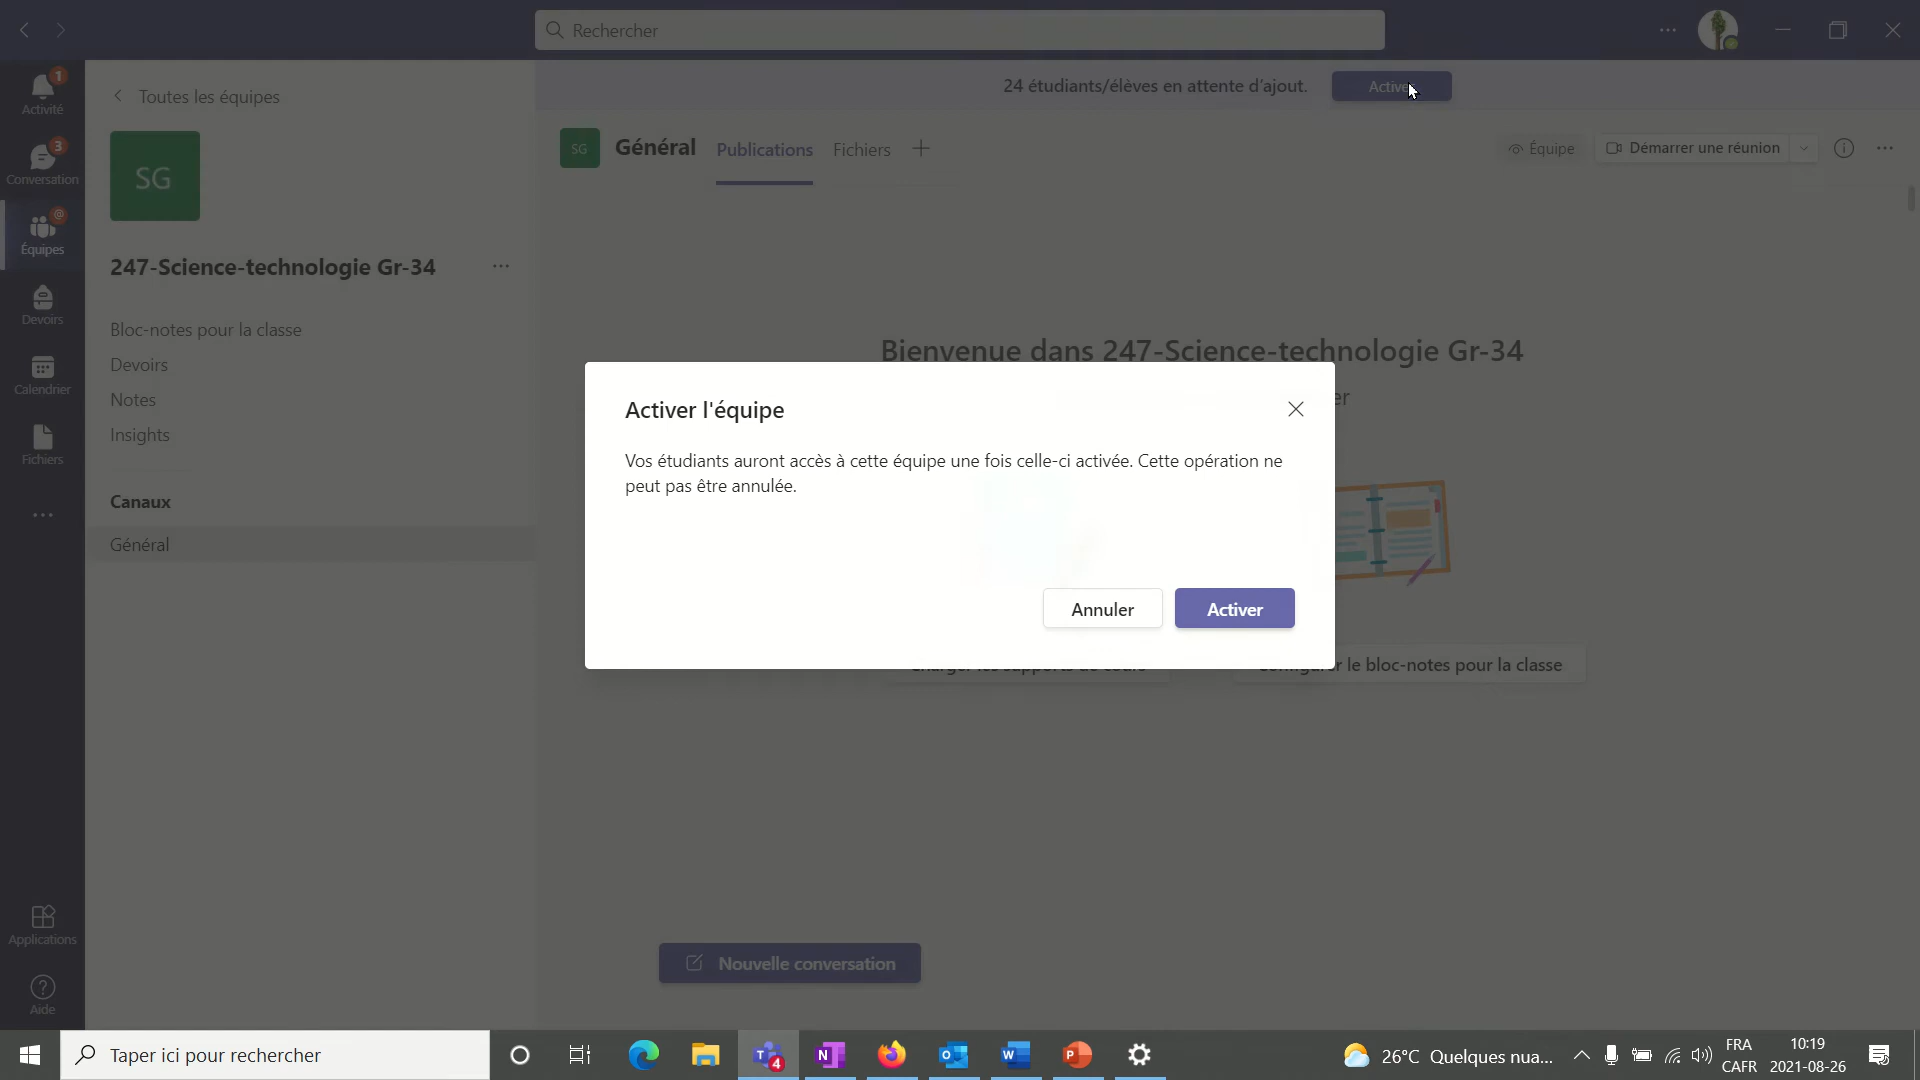 Rechercher
1
Activité
3
Conversation
@
Équipes
Devoirs
Calendrier
Fichiers
Applications
Aide
Toutes les équipes
SG
247-Science-technologie Gr-34
Bloc-notes pour la classe
Devoirs
Notes
Insights
Canaux
Général
24 étudiants/élèves en attente d'ajout.
SG Général Publications Fichiers
Équipe Démarrer une réunion
Bienvenue dans 247-Science-technologie Gr-34
Activer l'équipe
Vos étudiants auront accès à cette équipe une fois celle-ci activée. Cette opération ne
peut pas être annulée.
Annuler Activer
le bloc-notes pour la classe
Nouvelle conversation
Taper ici pour rechercher
4
26°C Quelques nua...
FRA
CAFR
10:19
2021-08-26